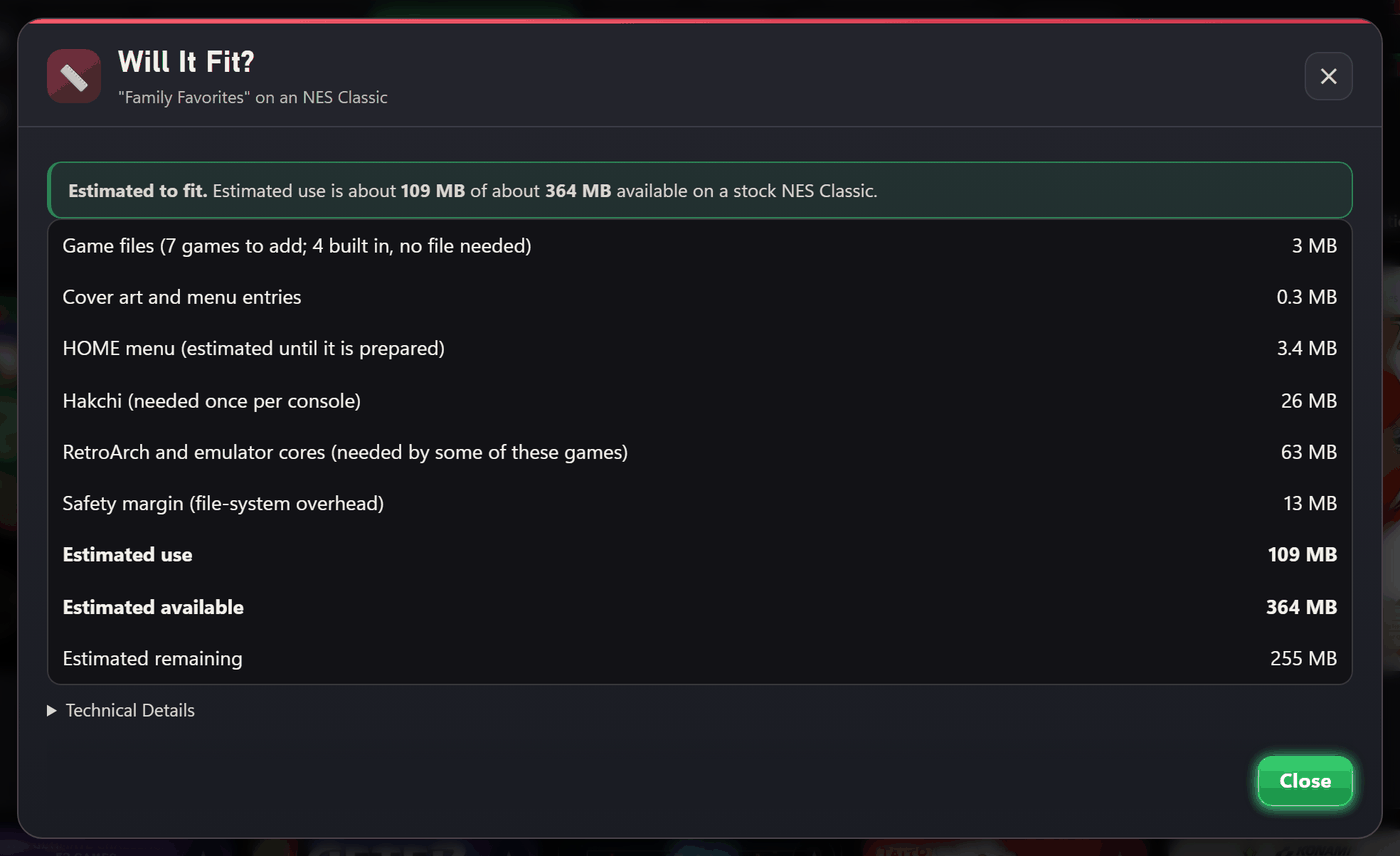 Will It Fit?
"Family Favorites" on an NES Classic
Estimated to fit. Estimated use is about 109 MB of about 364 MB available on a stock NES Classic.
Game files (7 games to add; 4 built in, no file needed) 3 MB
Cover art and menu entries 0.3 MB
HOME menu (estimated until it is prepared) 3.4 MB
Hakchi (needed once per console) 26 MB
RetroArch and emulator cores (needed by some of these games) 63 MB
Safety margin (file-system overhead) 13 MB
Estimated use 109 MB
Estimated available 364 MB
Estimated remaining 255 MB
Technical Details
Close